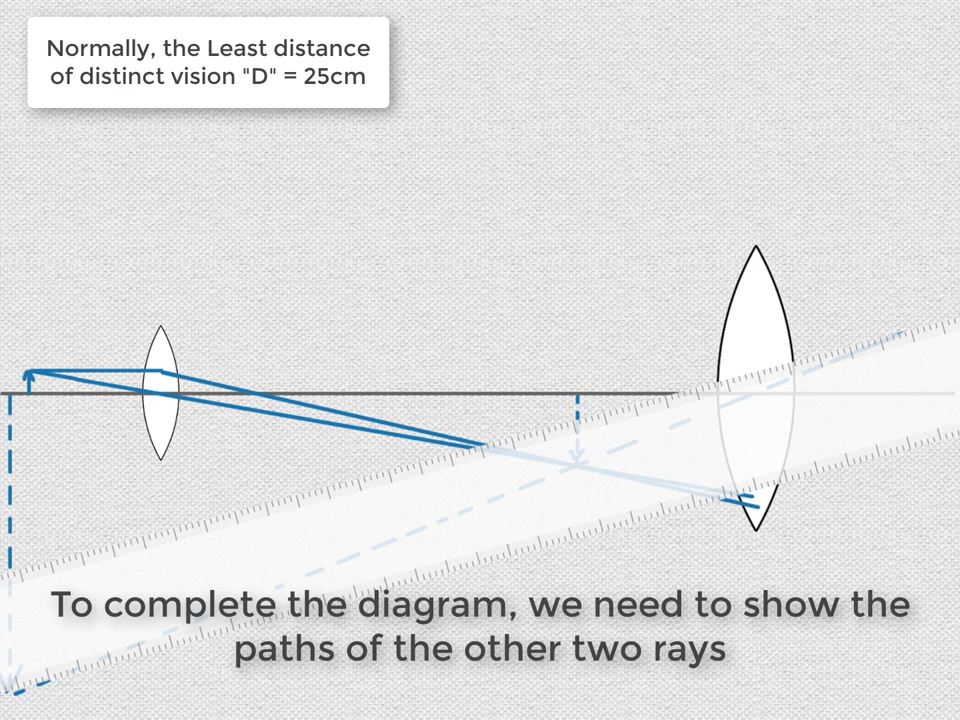 Normally, the Least distance
of distinct vision "D" = 25cm
To complete the diagram, we need to show the
paths of the other two rays